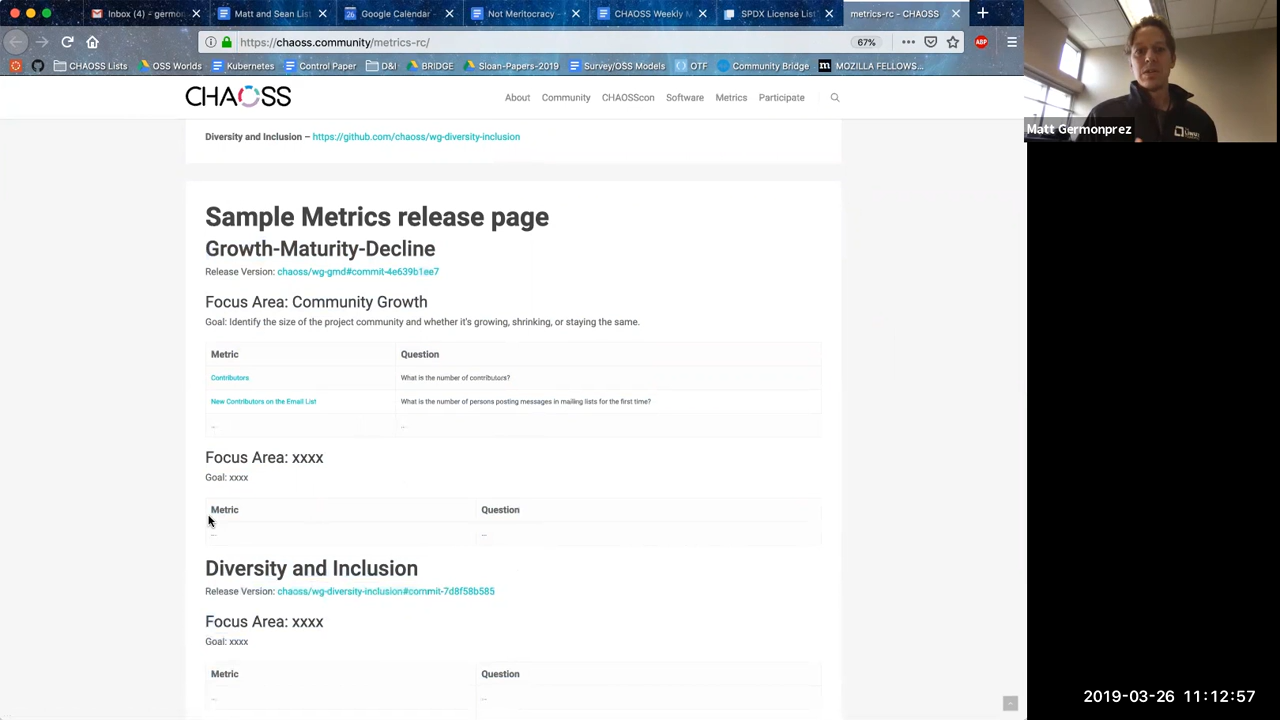 Inbox (1) - germon
Matt and Sean List
Google Calendar
Not Meritocracy -
CHAOSS Weekly M
SPDX License List
metrics-rc – CHAOSS
https://chaoss.community/metrics-rc/
67%
CHAOSS Lists
OSS Worlds
Kubernetes
Control Paper
D&I
BRIDGE
Sloan-Papers-2019
Survey/OSS Models
OTF
Community Bridge
MOZILLA FELLOWS...
CHAOSS
About
Community
CHAOSScon
Software
Metrics
Participate
Matt Germonprez
Diversity and Inclusion – https://github.com/chaoss/wg-diversity-inclusion
Sample Metrics release page
Growth-Maturity-Decline
Release Version: chaoss/wg-gmd#commit-4e639b1ee7
Focus Area: Community Growth
Goal: Identify the size of the project community and whether it's growing, shrinking, or staying the same.
Metric Question
Contributors What is the number of contributors?
New Contributors on the Email List What is the number of persons posting messages in mailing lists for the first time?
... ...
Focus Area: xxxx
Goal: xxxx
Metric Question
... ...
Diversity and Inclusion
Release Version: chaoss/wg-diversity-inclusion#commit-7d8f58b585
Focus Area: xxxx
Goal: xxxx
Metric Question
... ...
2019-03-26 11:12:57